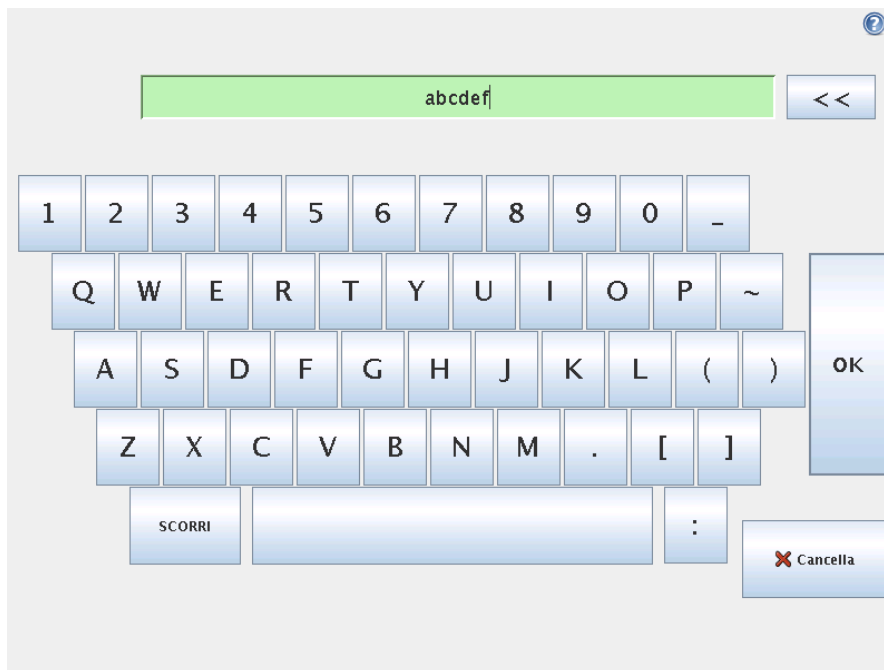 ?
abcdef
<<
1 2 3 4 5 6 7 8 9 0 _
Q W E R T Y U I O P ~
A S D F G H J K L ( )
OK
Z X C V B N M . [ ]
SCORRI :
Cancella